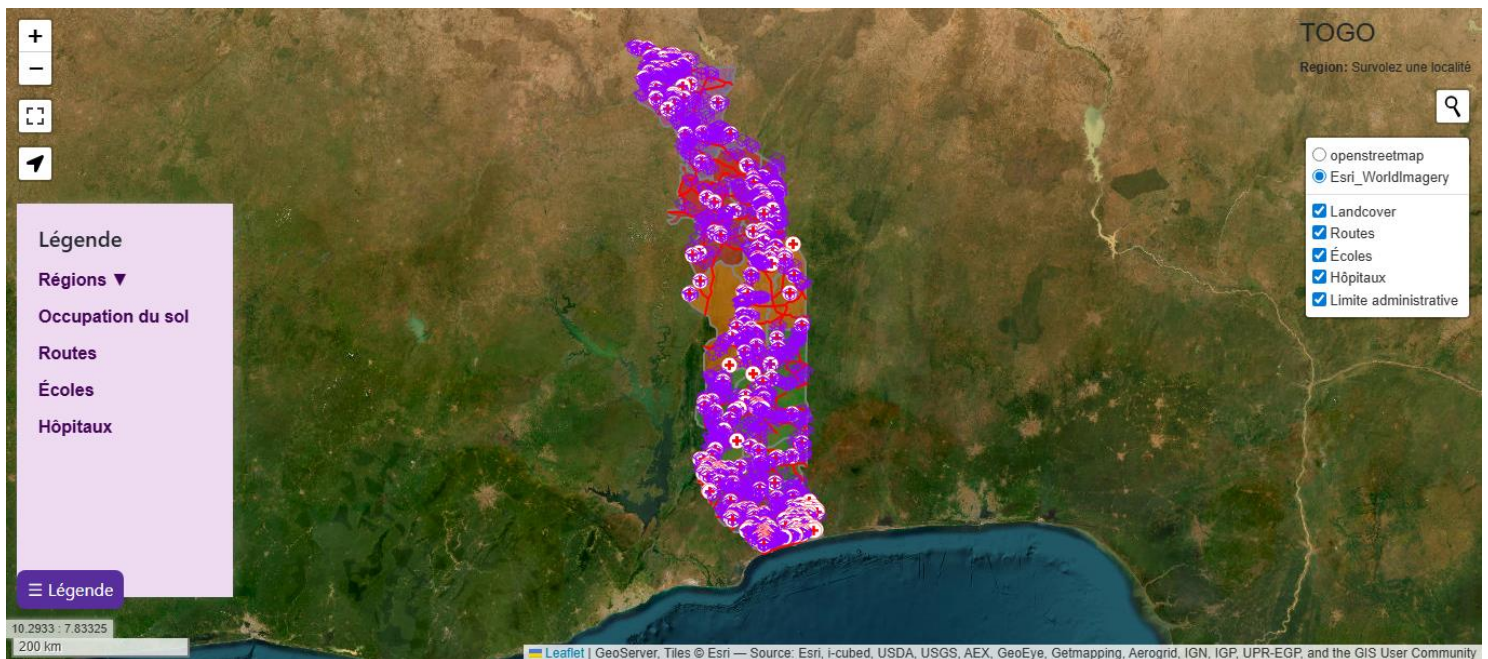 +
−
Légende
Régions ▼
Occupation du sol
Routes
Écoles
Hôpitaux
☰ Légende
10.2933 : 7.83325
200 km
TOGO
Region: Survolez une localité
openstreetmap
Esri_WorldImagery
Landcover
Routes
Écoles
Hôpitaux
Limite administrative
Leaflet | GeoServer, Tiles © Esri — Source: Esri, i-cubed, USDA, USGS, AEX, GeoEye, Getmapping, Aerogrid, IGN, IGP, UPR-EGP, and the GIS User Community